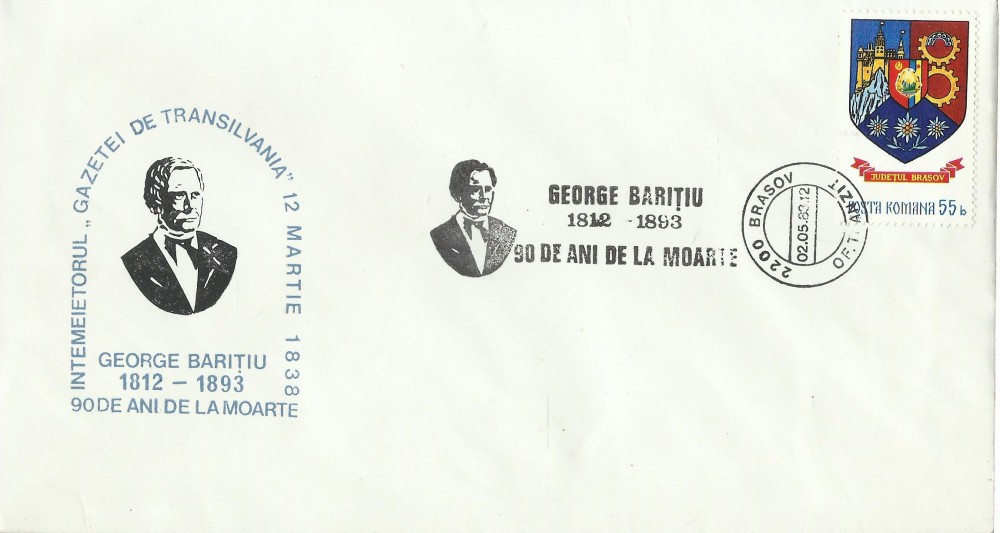 INTEMEIETORUL „GAZETEI DE TRANSILVANIA” 12 MARTIE 1838
GEORGE BARIȚIU
1812 – 1893
90 DE ANI DE LA MOARTE
GEORGE BARIȚIU
1812 - 1893
90 DE ANI DE LA MOARTE
2200 BRASOV
02.05.83.12
OF. TRANZIT
JUDEȚUL BRAȘOV
POSTA ROMANA 55 b